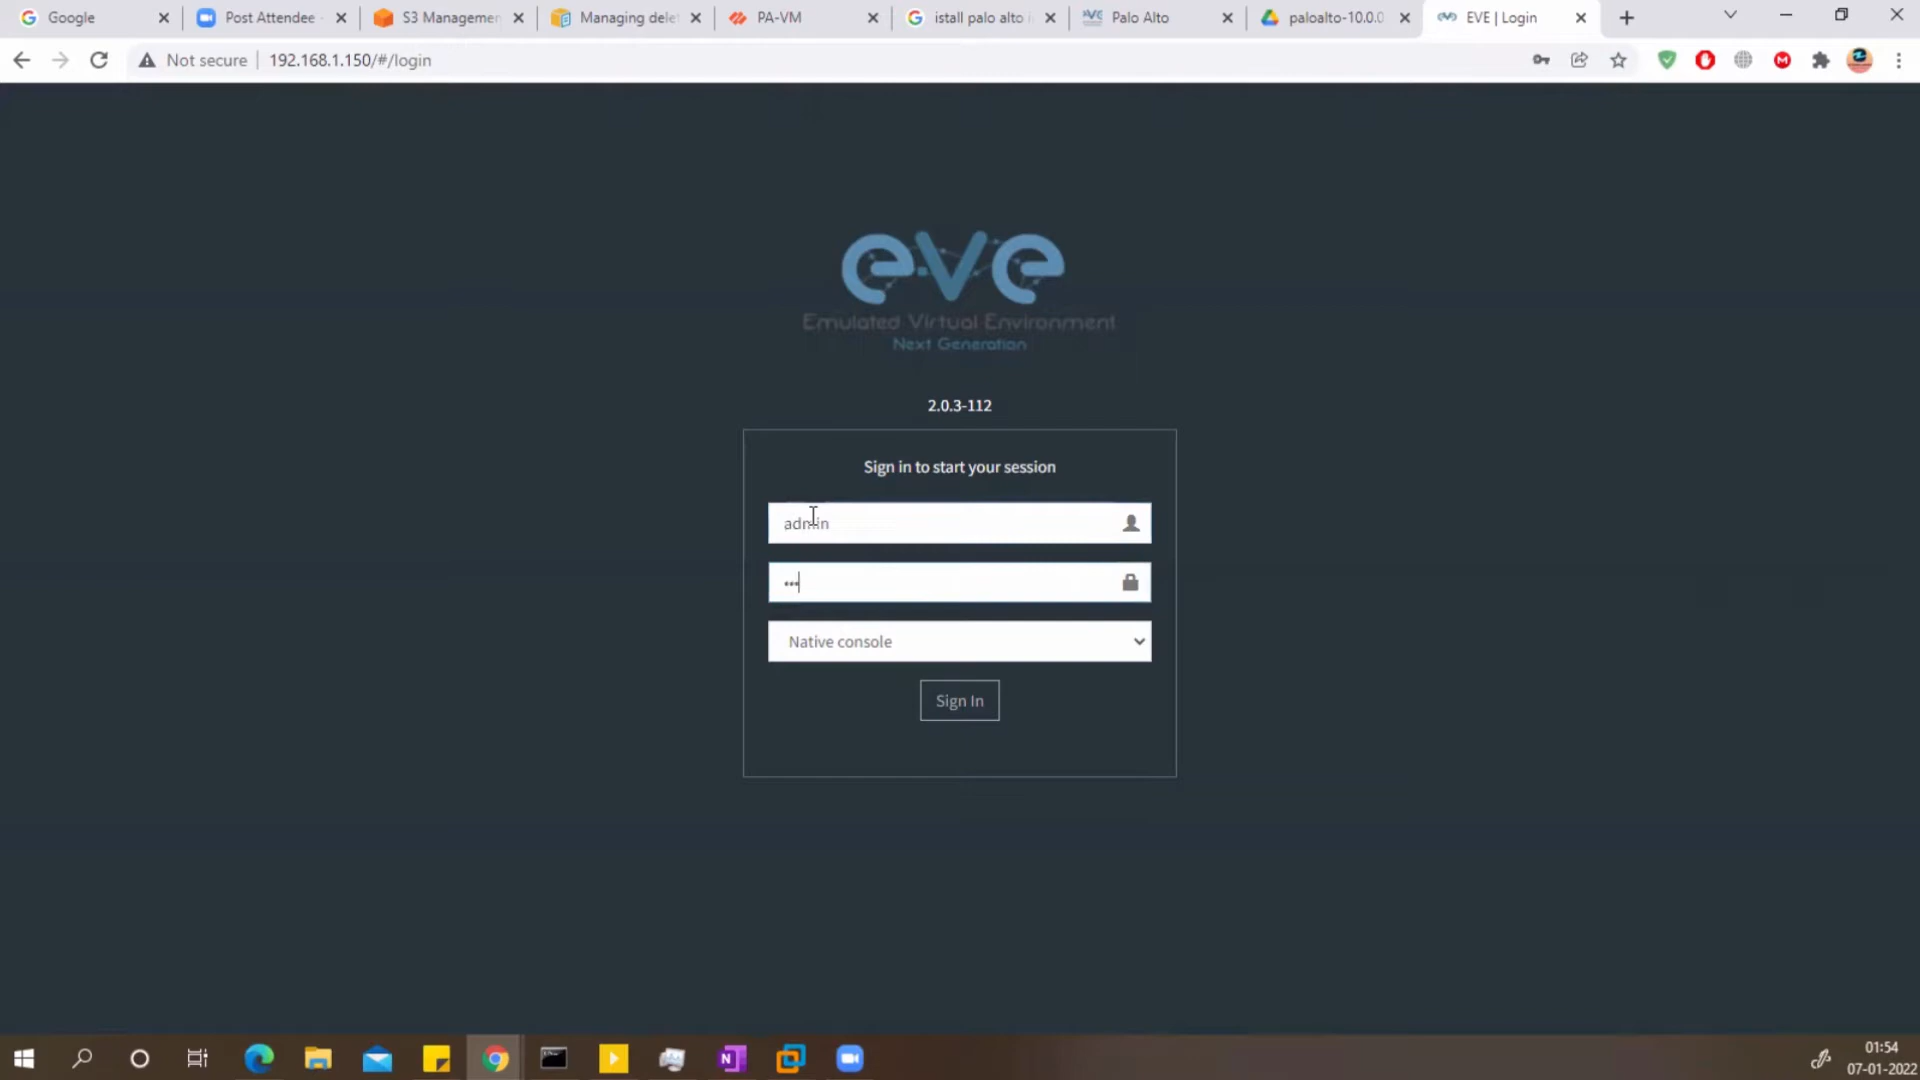 Google
Post Attendee -
S3 Managemen
Managing delet
PA-VM
istall palo alto i
Palo Alto
paloalto-10.0.0
EVE | Login
Not secure
192.168.1.150/#/login
eve
Emulated Virtual Environment
Next Generation
2.0.3-112
Sign in to start your session
admin
•••
Native console
Sign In
01:54
07-01-2022